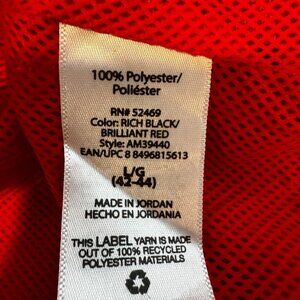 100% Polyester/
Poliéster
RN# 52469
Color: RICH BLACK/
BRILLIANT RED
Style: AM39440
EAN/UPC 8 8496815613
L/G
(42-44)
MADE IN JORDAN
HECHO EN JORDANIA
THIS LABEL YARN IS MADE
OUT OF 100% RECYCLED
POLYESTER MATERIALS